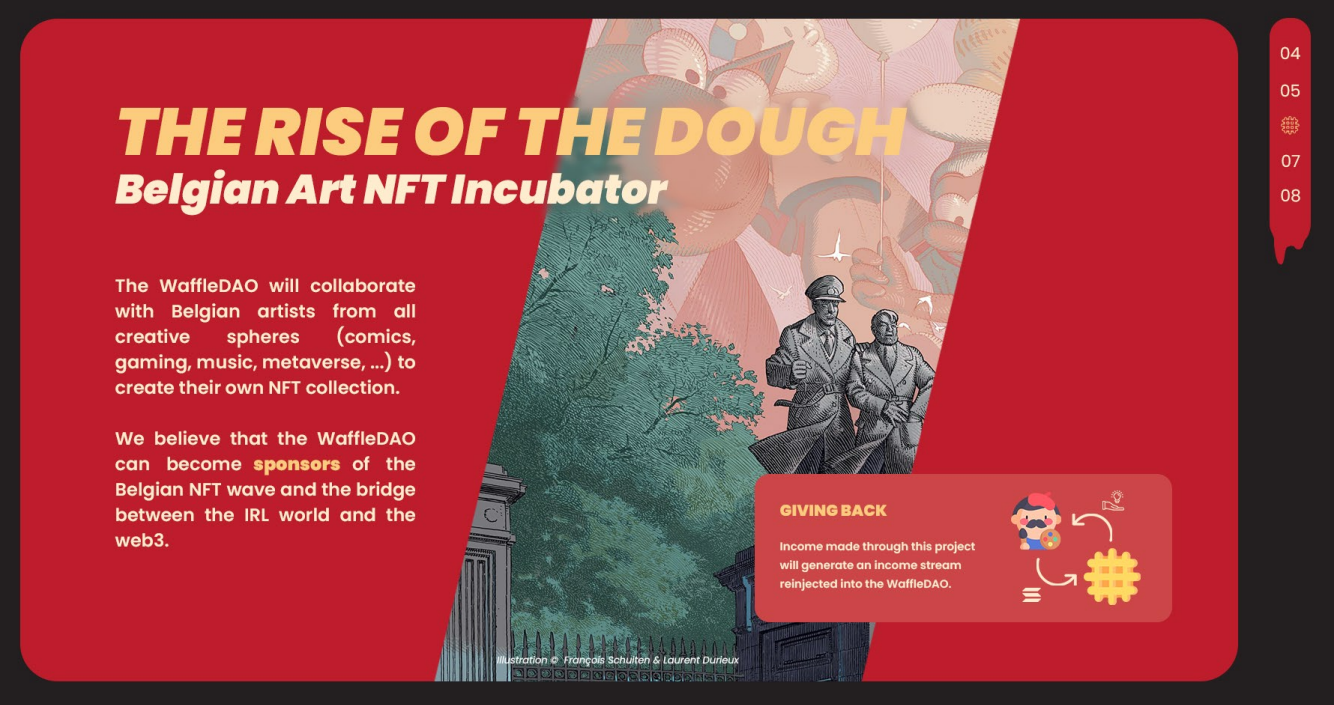 THE RISE OF THE DOUGH
Belgian Art NFT Incubator
The WaffleDAO will collaborate
with Belgian artists from all
creative spheres (comics,
gaming, music, metaverse, ...) to
create their own NFT collection.
We believe that the WaffleDAO
can become sponsors of the
Belgian NFT wave and the bridge
between the IRL world and the
web3.
GIVING BACK
Income made through this project
will generate an income stream
reinjected into the WaffleDAO.
Illustration © François Schuiten & Laurent Durieux
04
05
07
08